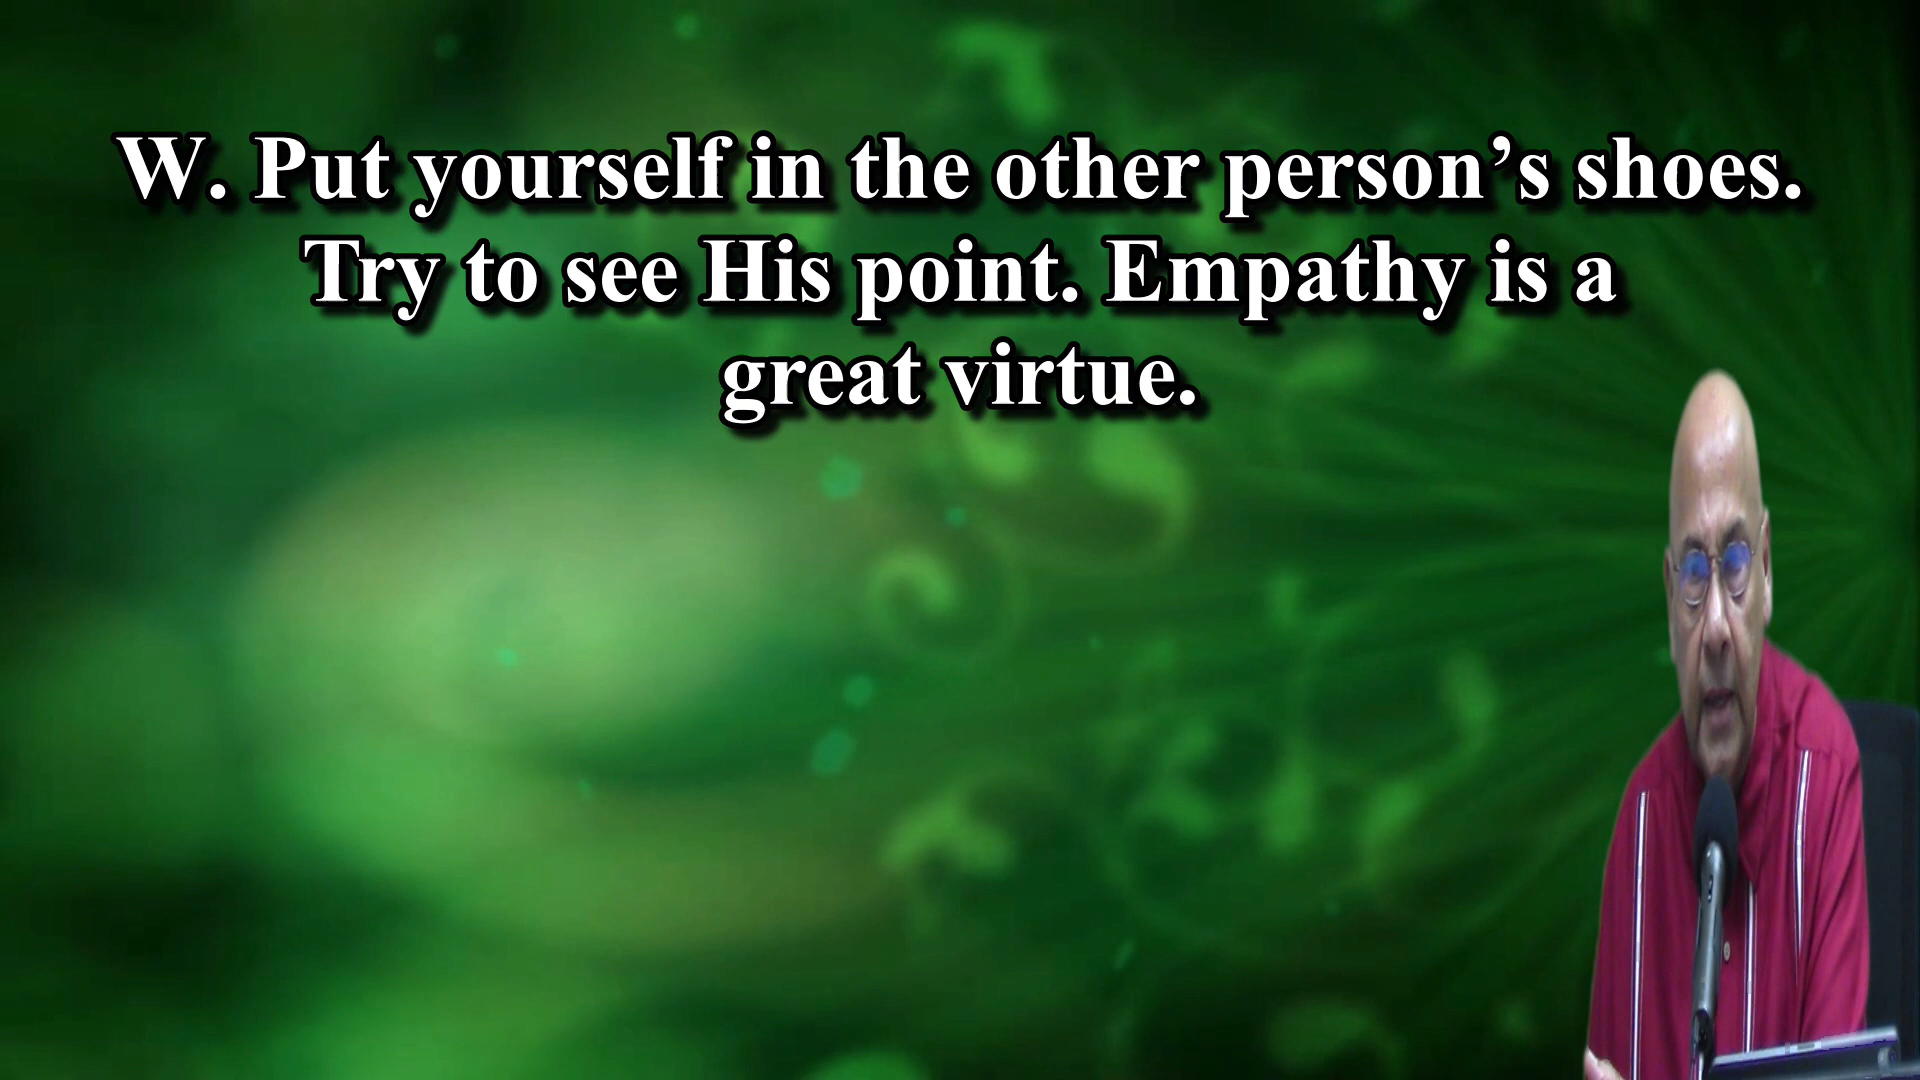 W. Put yourself in the other person’s shoes.
Try to see His point. Empathy is a
great virtue.